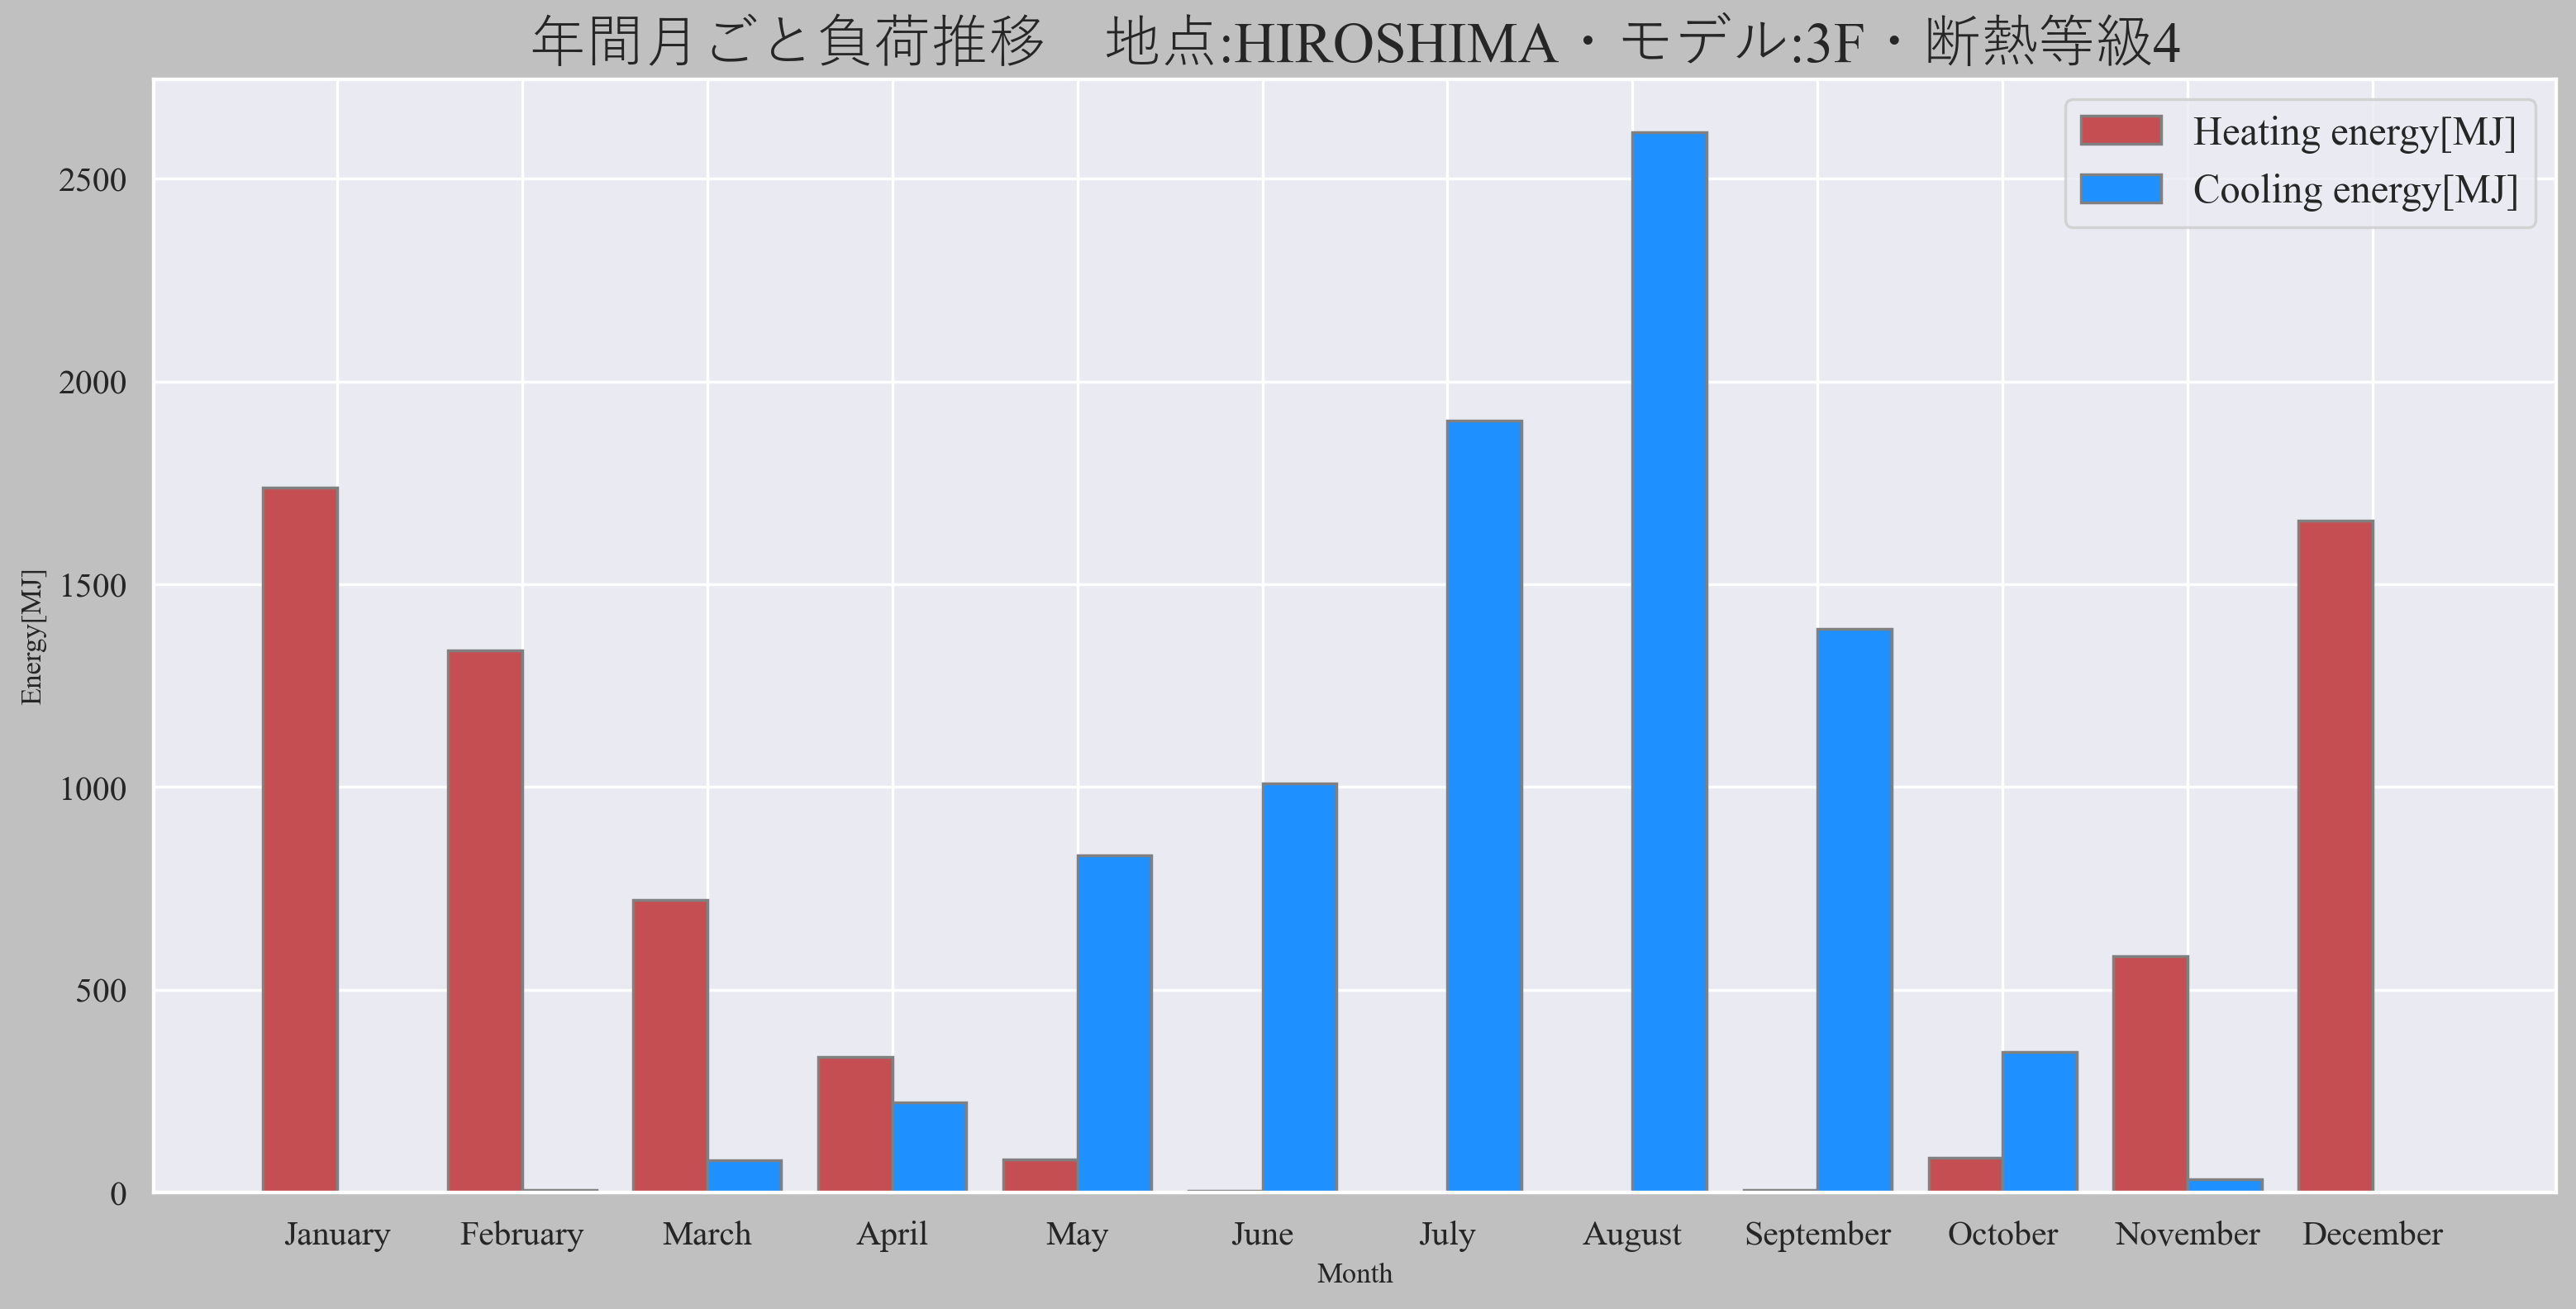 年間月ごと負荷推移　地点:HIROSHIMA・モデル:3F・断熱等級4
Heating energy[MJ]
Cooling energy[MJ]
Energy[MJ]
2500
2000
1500
1000
500
0
January February March April May June July August September October November December
Month